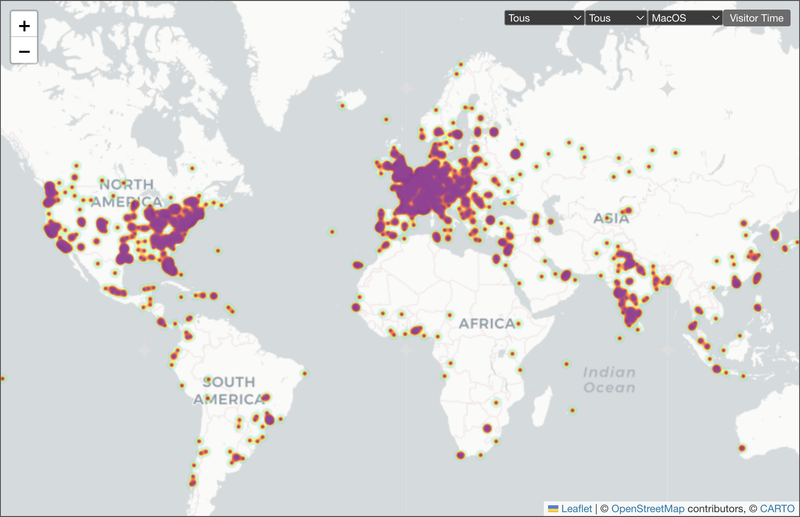 +
−
Tous Tous MacOS Visitor Time
NORTH
AMERICA
ASIA
AFRICA
Indian
Ocean
SOUTH
AMERICA
Leaflet | © OpenStreetMap contributors, © CARTO